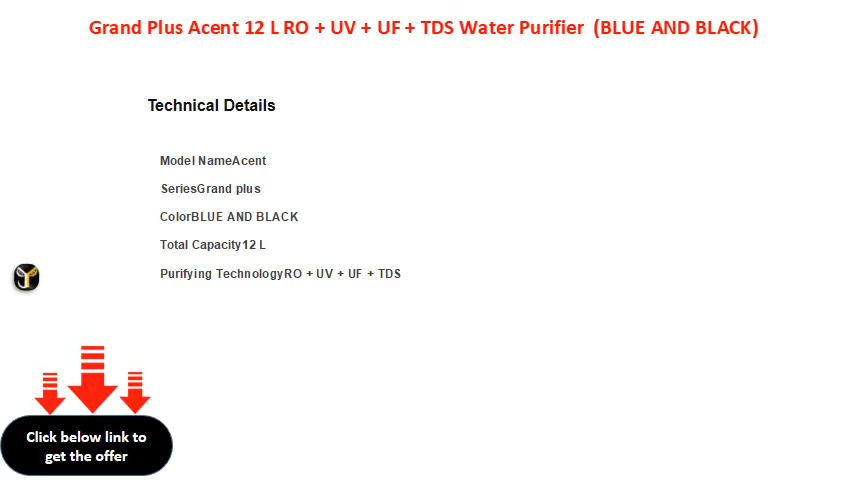 Grand Plus Acent 12 L RO + UV + UF + TDS Water Purifier (BLUE AND BLACK)
Technical Details
Model NameAcent
SeriesGrand plus
ColorBLUE AND BLACK
Total Capacity12 L
Purifying TechnologyRO + UV + UF + TDS
Click below link to
get the offer